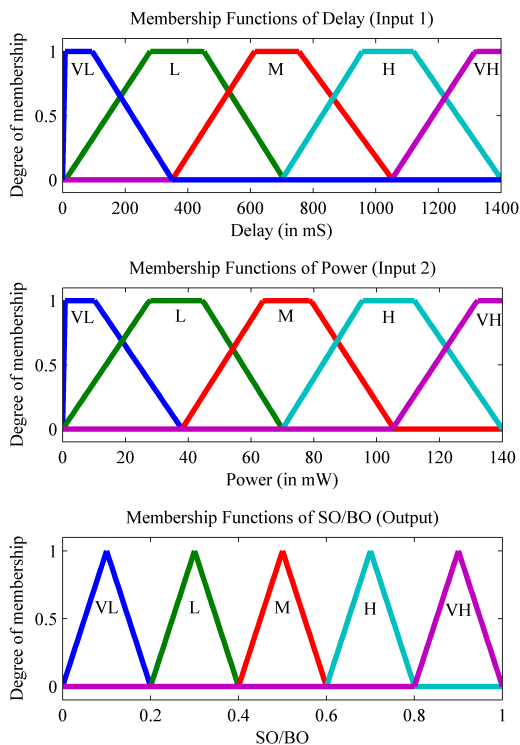 Membership Functions of Delay (Input 1)
Degree of membership
1
0.5
0
VL L M H VH
0 200 400 600 800 1000 1200 1400
Delay (in mS)
Membership Functions of Power (Input 2)
Degree of membership
1
0.5
0
VL L M H VH
0 20 40 60 80 100 120 140
Power (in mW)
Membership Functions of SO/BO (Output)
Degree of membership
1
0.5
0
VL L M H VH
0 0.2 0.4 0.6 0.8 1
SO/BO